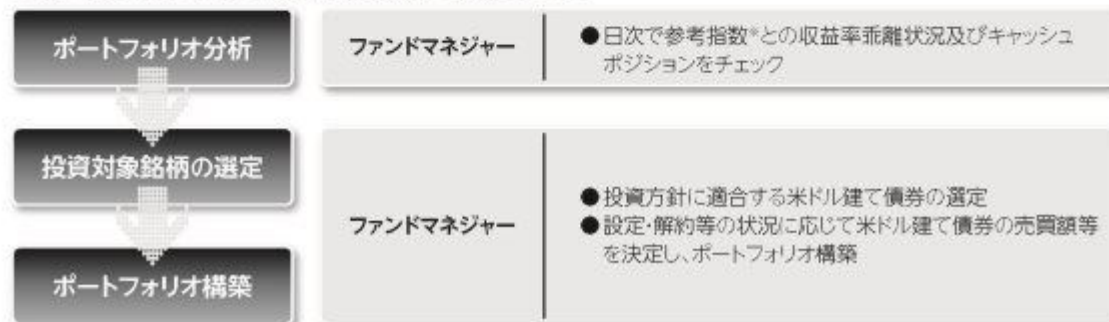 ポートフォリオ分析
ファンドマネジャー
●日次で参考指数*との収益率乖離状況及びキャッシュ
ポジションをチェック
投資対象銘柄の選定
ポートフォリオ構築
ファンドマネジャー
●投資方針に適合する米ドル建て債券の選定
●設定・解約等の状況に応じて米ドル建て債券の売買額等
を決定し、ポートフォリオ構築